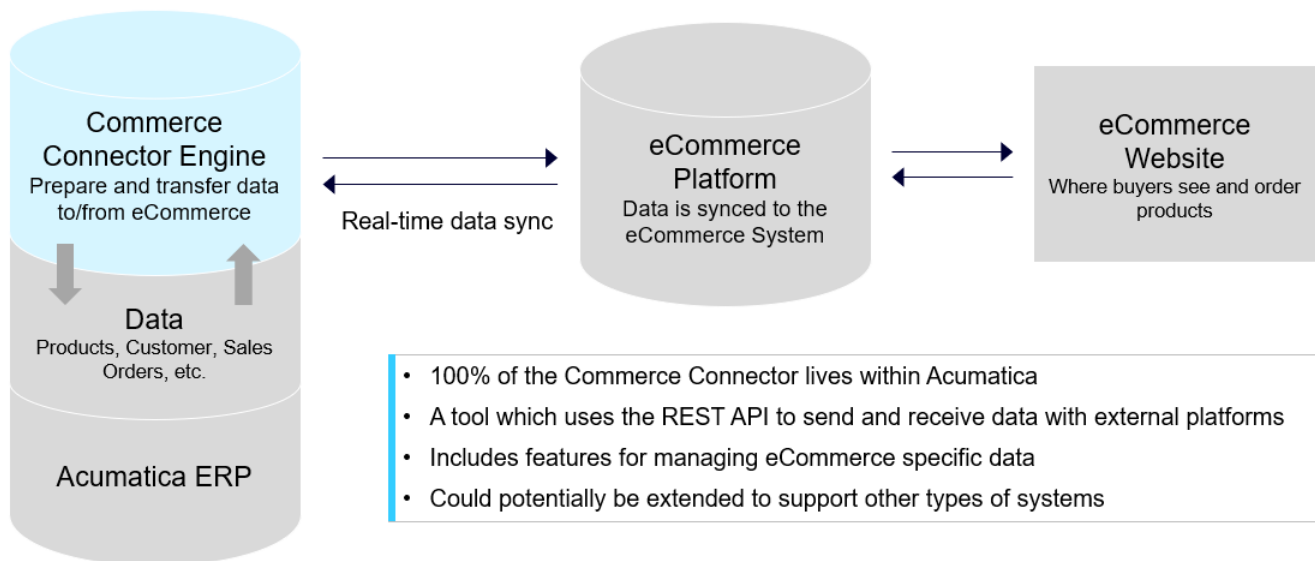 Commerce
Connector Engine
Prepare and transfer data
to/from eCommerce
Data
Products, Customer, Sales
Orders, etc.
Acumatica ERP
Real-time data sync
eCommerce
Platform
Data is synced to the
eCommerce System
eCommerce
Website
Where buyers see and order
products
• 100% of the Commerce Connector lives within Acumatica
• A tool which uses the REST API to send and receive data with external platforms
• Includes features for managing eCommerce specific data
• Could potentially be extended to support other types of systems